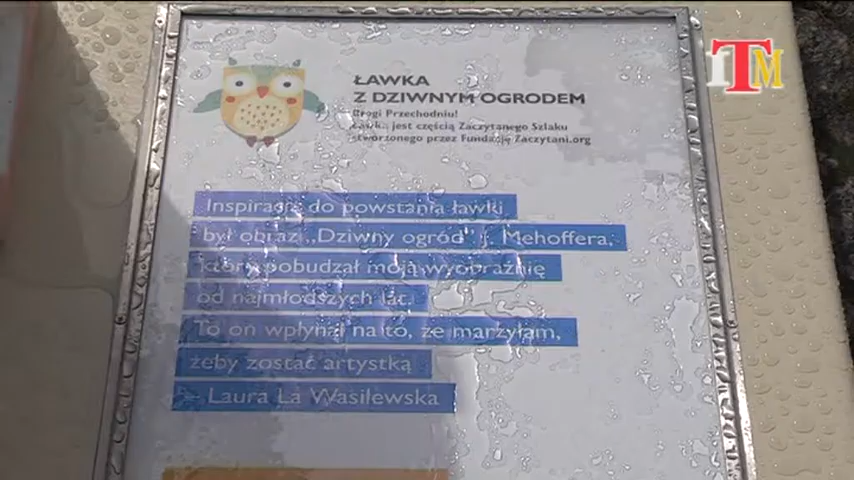 ITM
ŁAWKA
Z DZIWNYM OGRODEM
Drogi Przechodniu!
Ławka jest częścią Zaczytanego Szlaku
stworzonego przez Fundację Zaczytani.org
Inspiracją do powstania ławki
był obraz „Dziwny ogród" J. Mehoffera,
który pobudzał moją wyobraźnię
od najmłodszych lat.
To on wpłynął na to, że marzyłam,
żeby zostać artystką
– Laura La Wasilewska